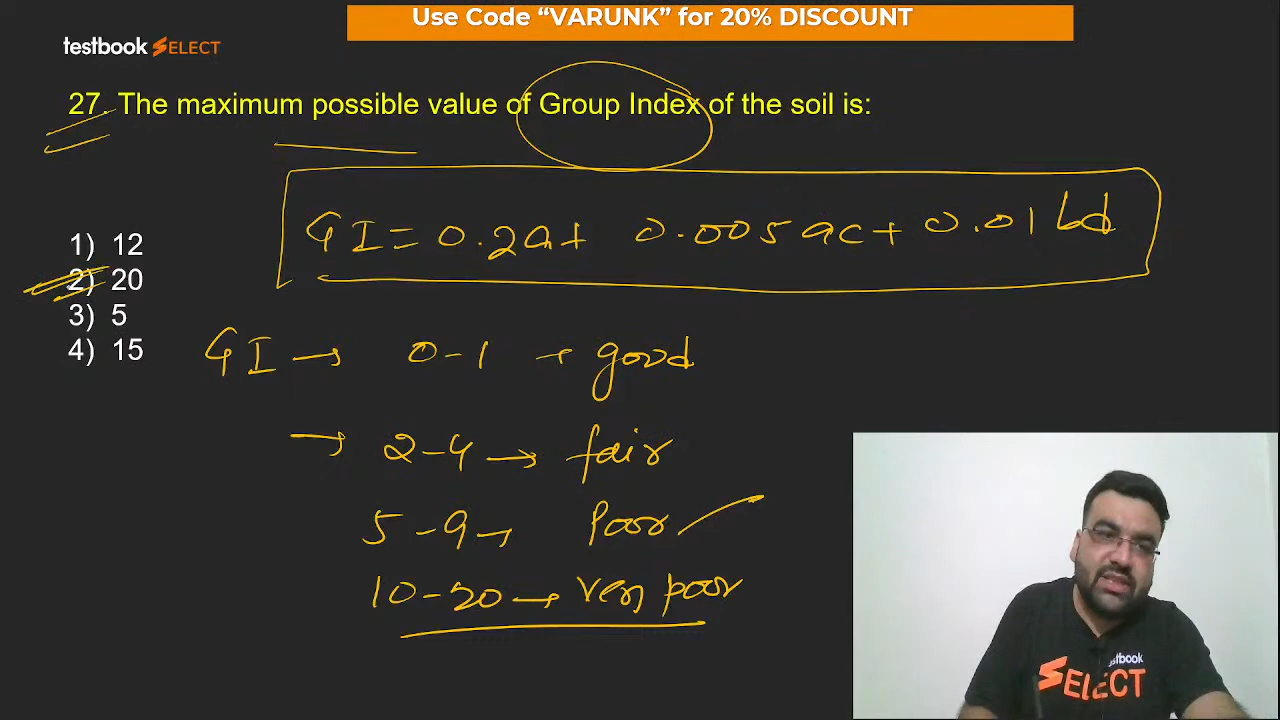 Use Code “VARUNK” for 20% DISCOUNT
testbook SELECT
27. The maximum possible value of Group Index of the soil is:
GI = 0.2a + 0.005ac + 0.01bd
1) 12
2) 20
3) 5
4) 15
GI → 0-1 → good
→ 2-4 → fair
5-9 → Poor
10-20 → very poor
testbook
SELECT